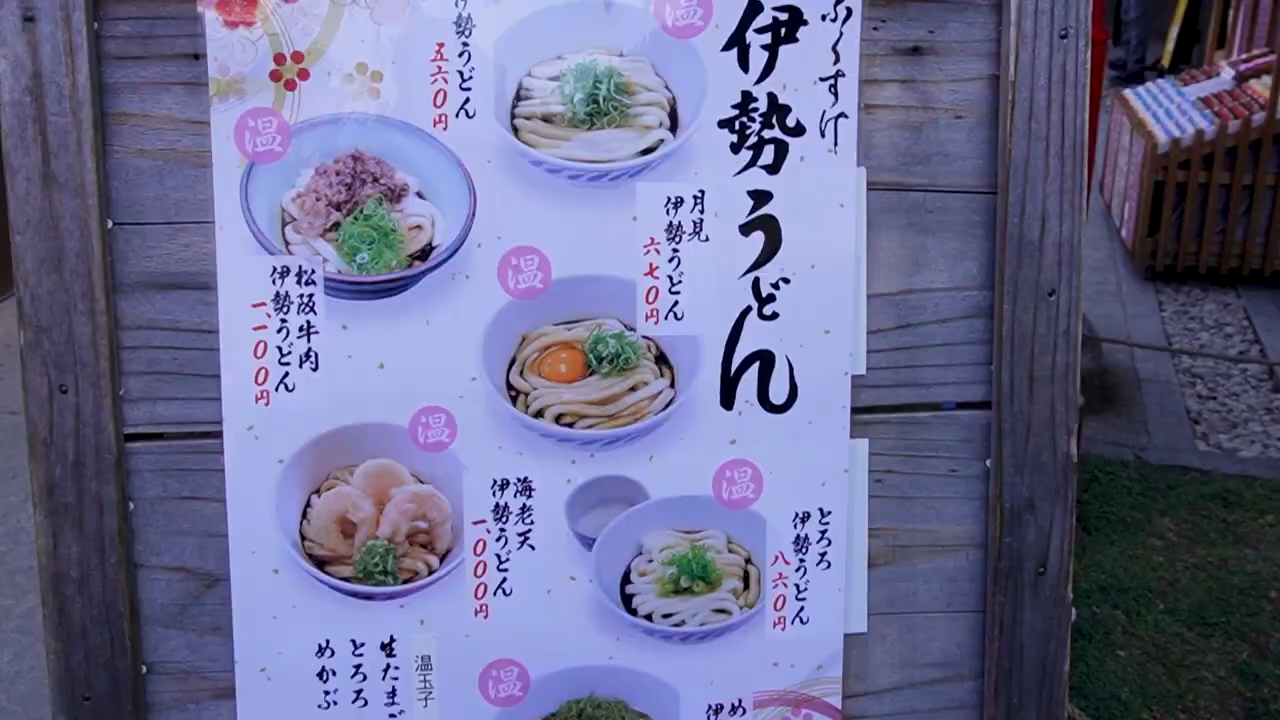 ふくすけ
伊勢うどん
温
伊勢うどん
五六〇円
温
松阪牛肉
伊勢うどん
一、一〇〇円
温
月見
伊勢うどん
六七〇円
温
海老天
伊勢うどん
一、〇〇〇円
温
とろろ
伊勢うどん
八六〇円
温
め
伊
温玉子
生たまご
とろろ
めかぶ